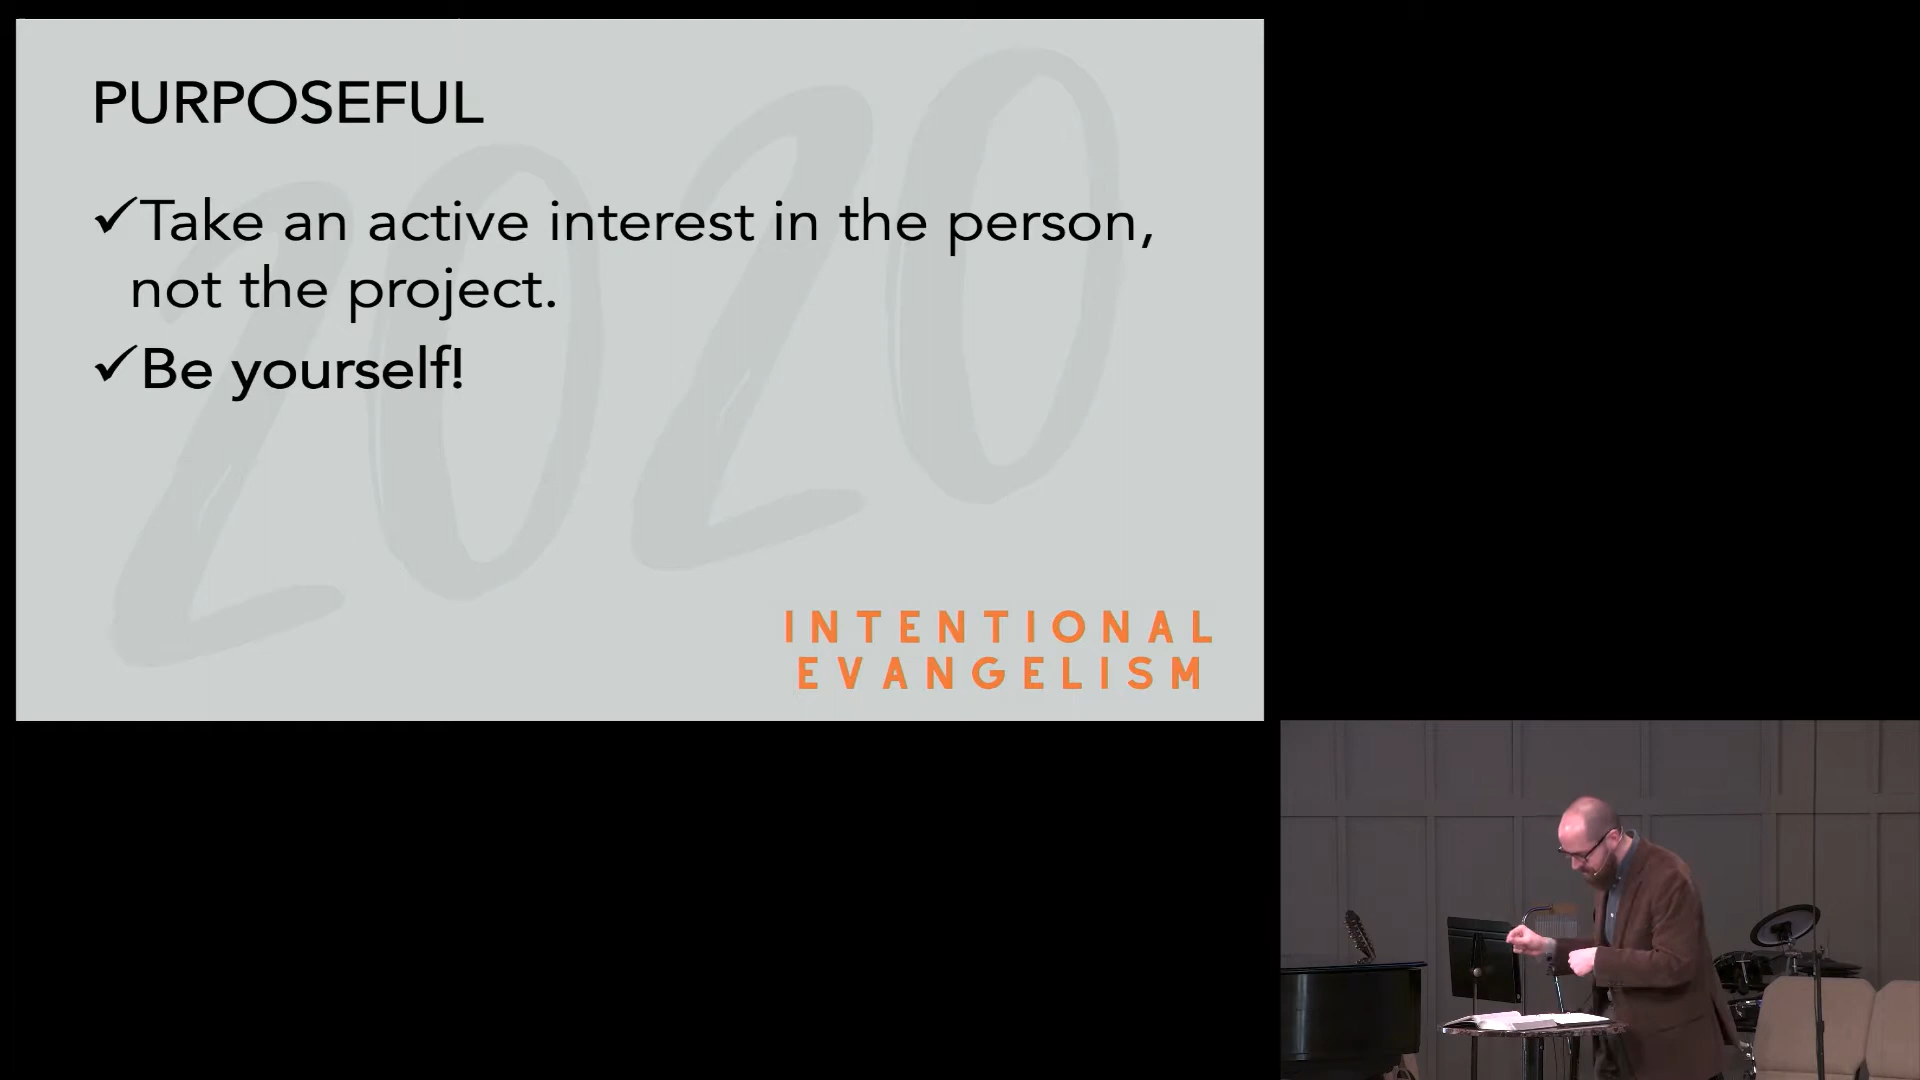 PURPOSEFUL
✓Take an active interest in the person,
not the project.
✓Be yourself!
2020
INTENTIONAL
EVANGELISM